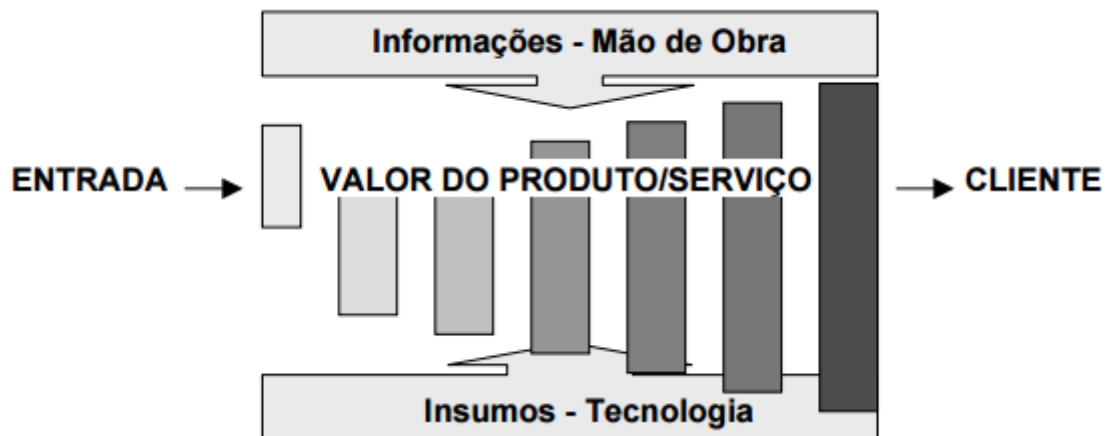 Informações - Mão de Obra
ENTRADA
VALOR DO PRODUTO/SERVIÇO
CLIENTE
Insumos - Tecnologia